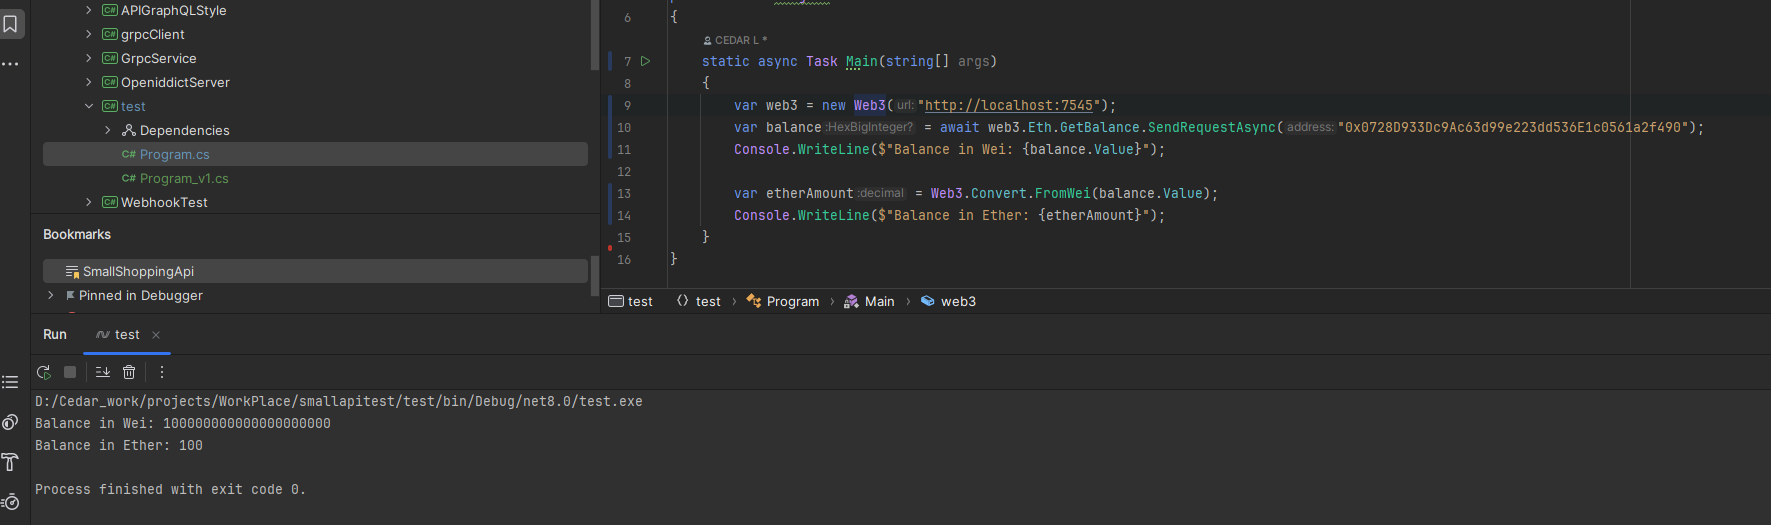 APIGraphQLStyle
grpcClient
GrpcService
OpeniddictServer
test
Dependencies
Program.cs
Program_v1.cs
WebhookTest
Bookmarks
SmallShoppingApi
Pinned in Debugger
6 {
CEDAR L *
7 static async Task Main(string[] args)
8 {
9 var web3 = new Web3( url: "http://localhost:7545");
10 var balance :HexBigInteger? = await web3.Eth.GetBalance.SendRequestAsync( address: "0x0728D933Dc9Ac63d99e223dd536E1c0561a2f490");
11 Console.WriteLine($"Balance in Wei: {balance.Value}");
12
13 var etherAmount :decimal = Web3.Convert.FromWei(balance.Value);
14 Console.WriteLine($"Balance in Ether: {etherAmount}");
15 }
16 }
test test › Program › Main › web3
Run test
D:/Cedar_work/projects/WorkPlace/smallapitest/test/bin/Debug/net8.0/test.exe
Balance in Wei: 100000000000000000000
Balance in Ether: 100
Process finished with exit code 0.